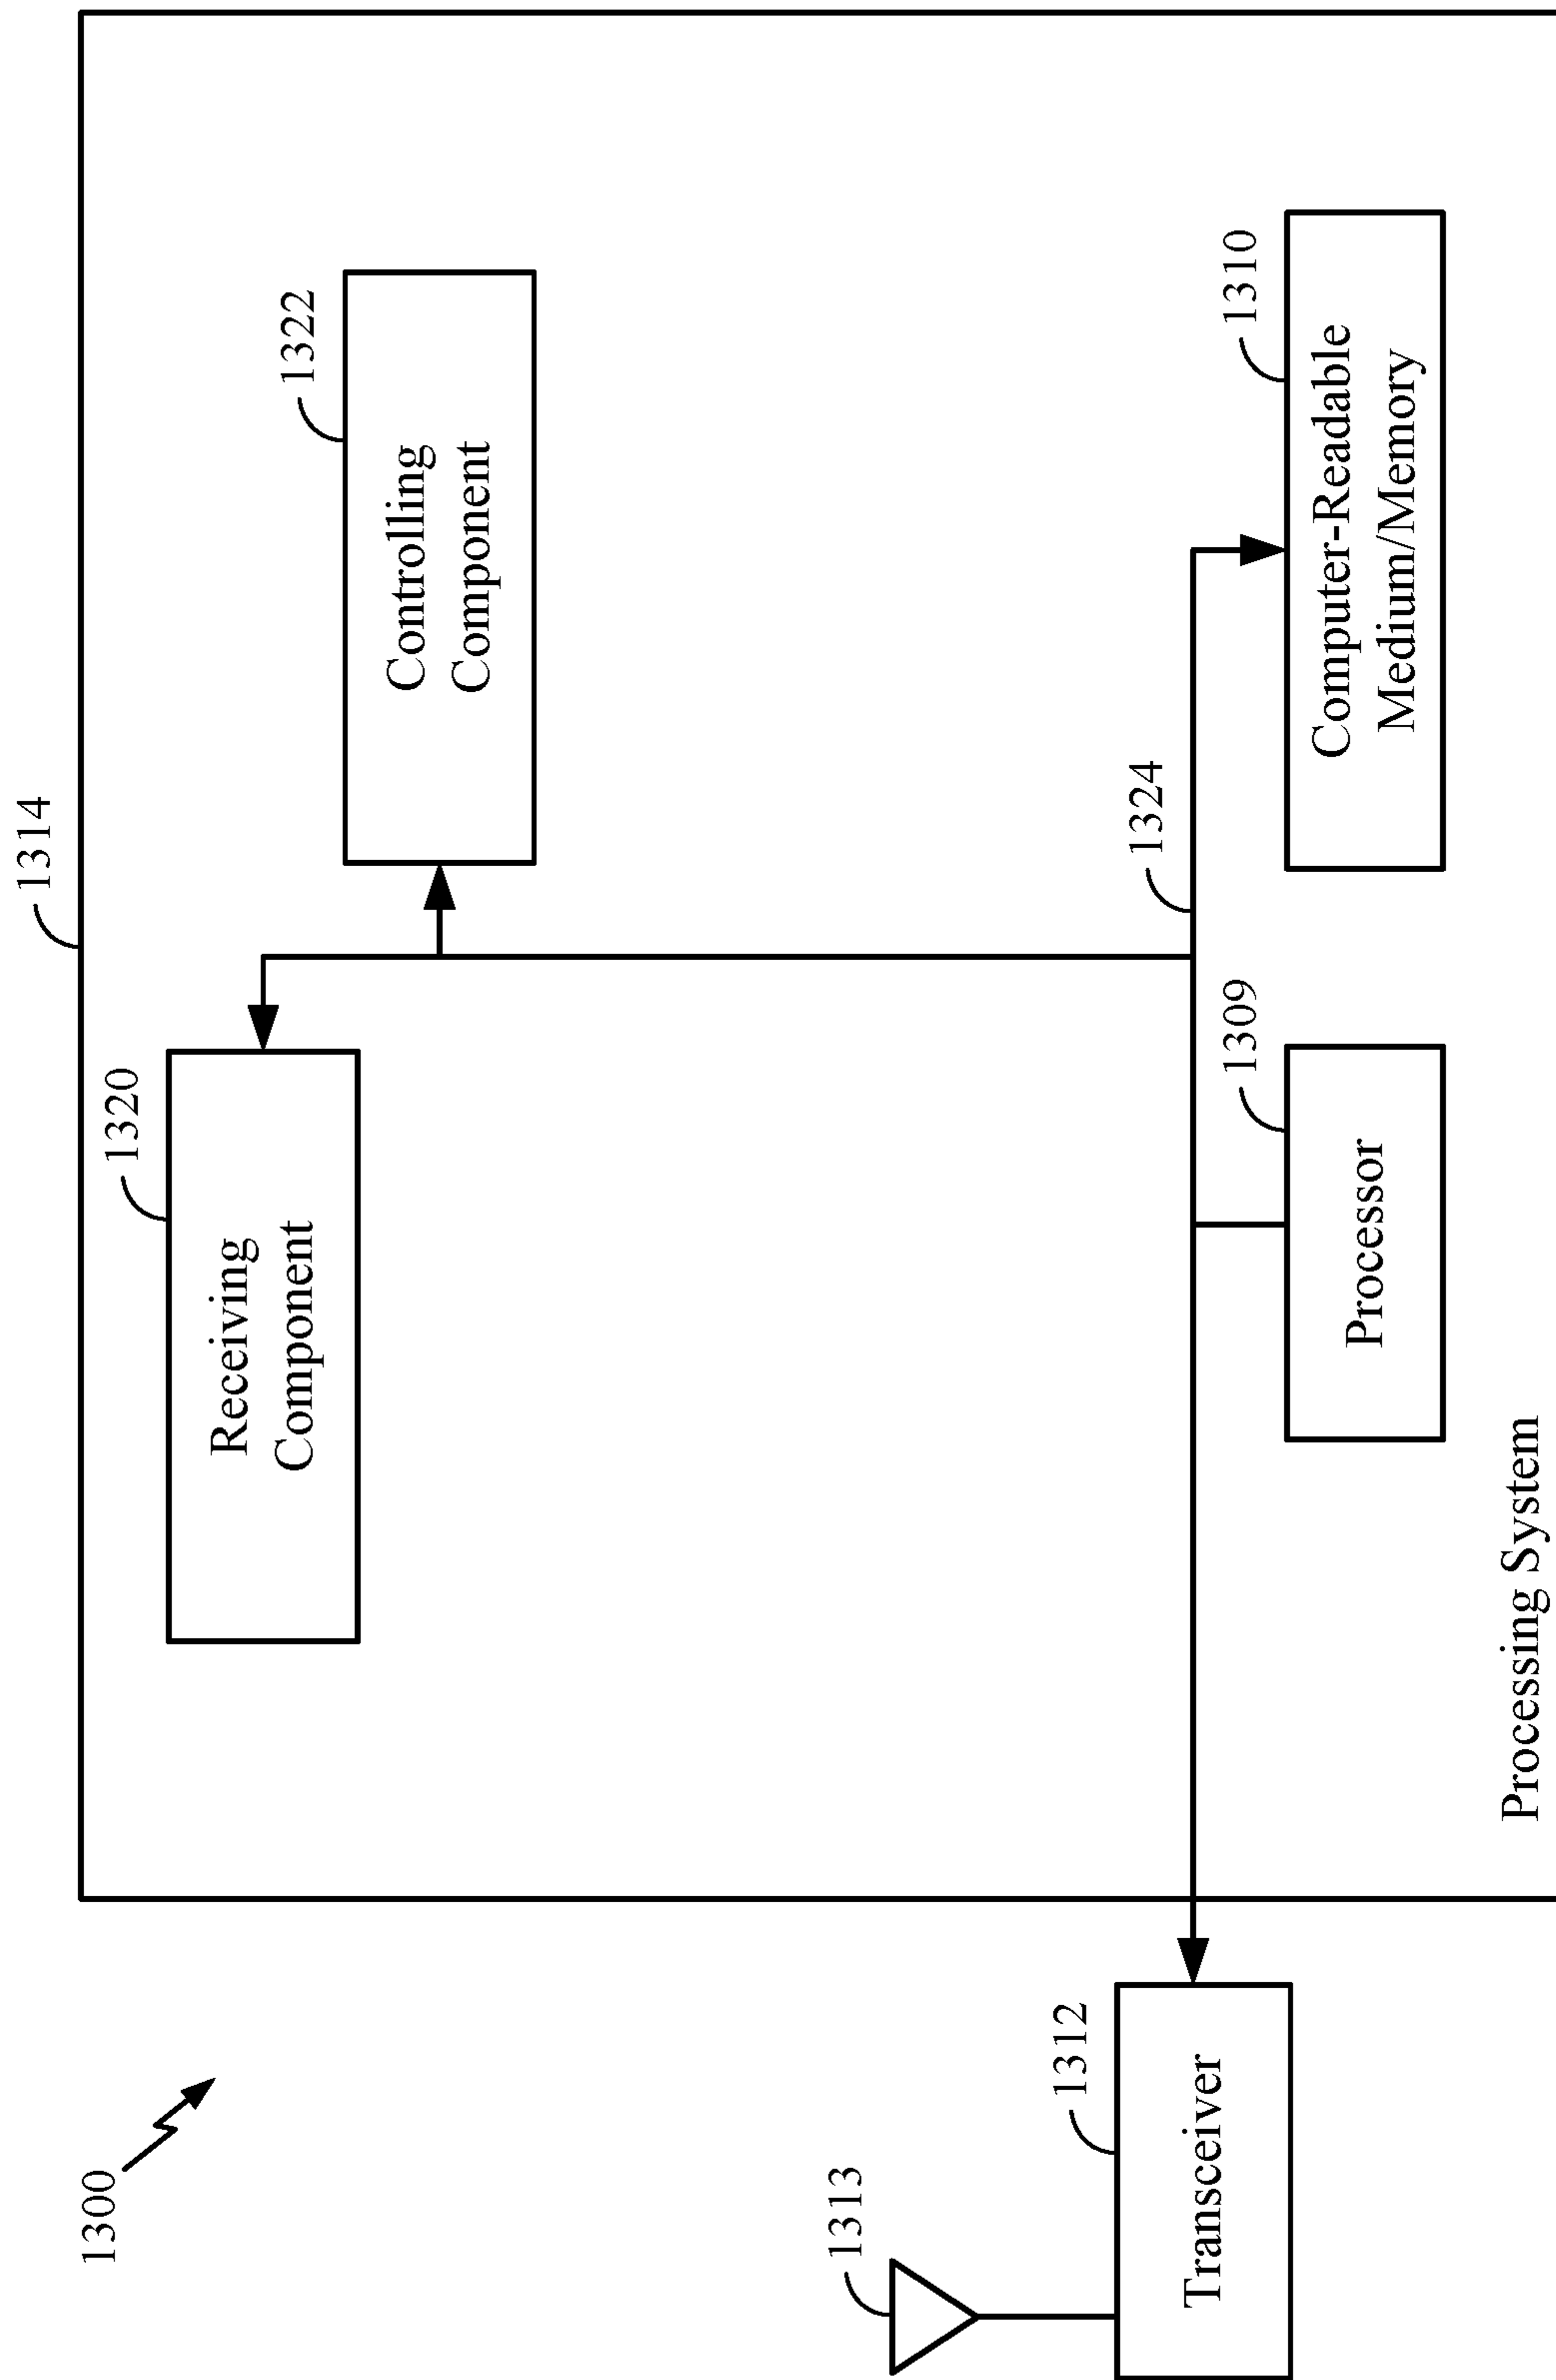 1300
1314
1320
Receiving
Component
1322
Controlling
Component
1313
1312
Transceiver
1324
1309
Processor
1310
Computer-Readable
Medium/Memory
Processing System